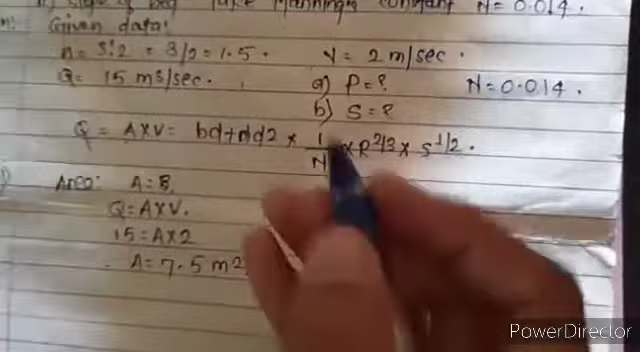 Manning's constant N = 0.014.
Given data:
n = 3:2 = 3/2 = 1.5. V = 2 m/sec.
Q = 15 m3/sec. a) P = ? N = 0.014.
b) S = ?
Q = A x V = bd + nd2 x 1/N x R2/3 x S1/2.
Area: A = B,
Q = A x V.
15 = A x 2
A = 7.5 m2
PowerDirector